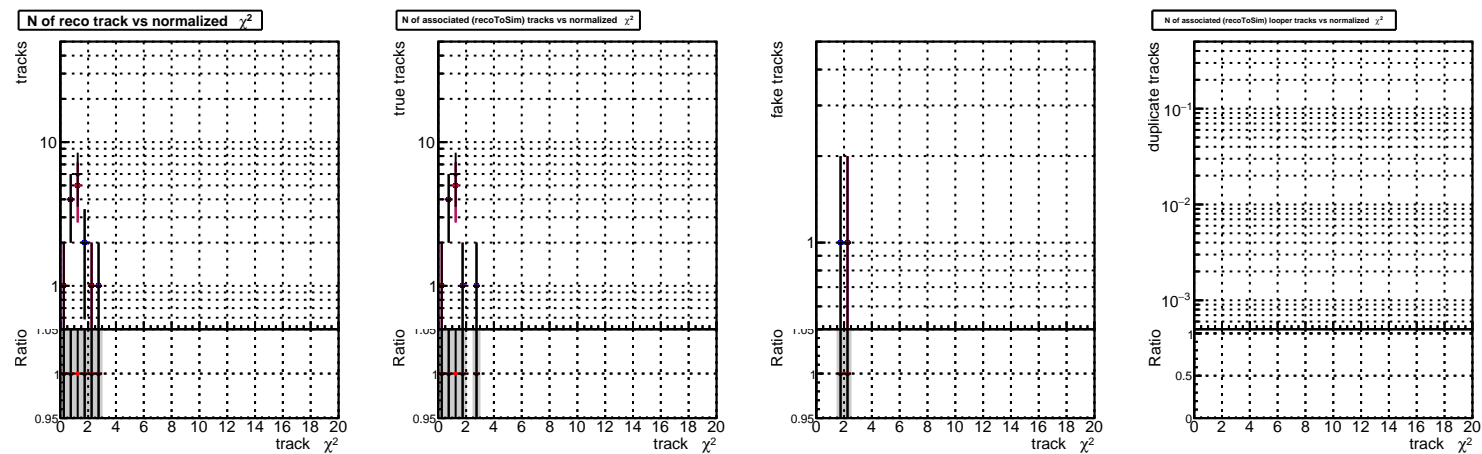 N of reco track vs normalized χ²
tracks
10
1
Ratio
1.05
1
0.95
0 2 4 6 8 10 12 14 16 18 20
track χ²
N of associated (recoToSim) tracks vs normalized χ²
true tracks
10
1
Ratio
1.05
1
0.95
0 2 4 6 8 10 12 14 16 18 20
track χ²
fake tracks
1
Ratio
1.05
1
0.95
0 2 4 6 8 10 12 14 16 18 20
track χ²
N of associated (recoToSim) looper tracks vs normalized χ²
duplicate tracks
10⁻¹
10⁻²
10⁻³
Ratio
1
0.5
0
0 2 4 6 8 10 12 14 16 18 20
track χ²